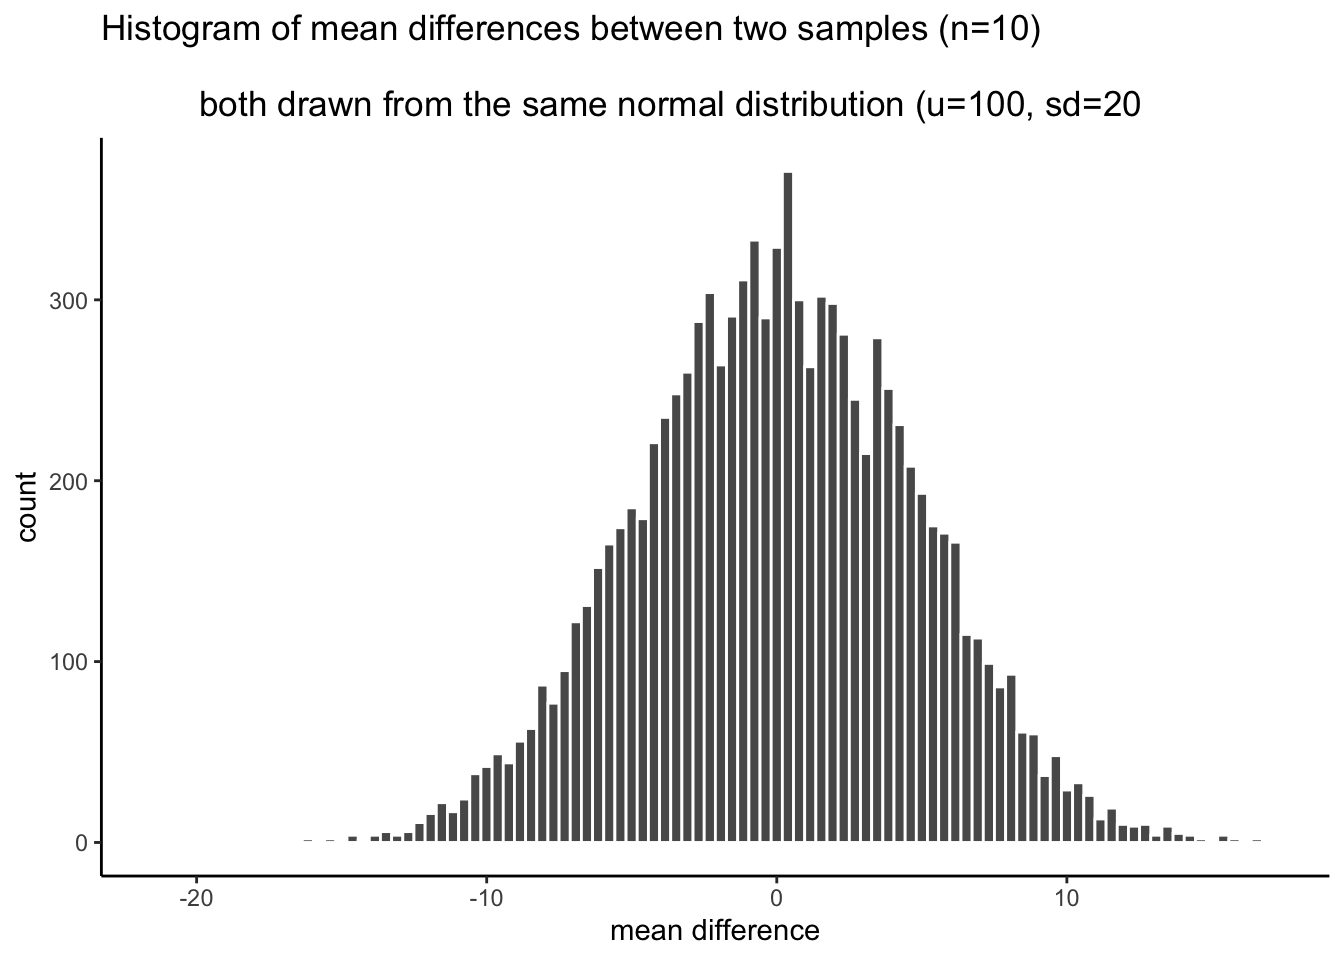 Histogram of mean differences between two samples (n=10)
both drawn from the same normal distribution (u=100, sd=20
count
300
200
100
0
-20 -10 0 10
mean difference